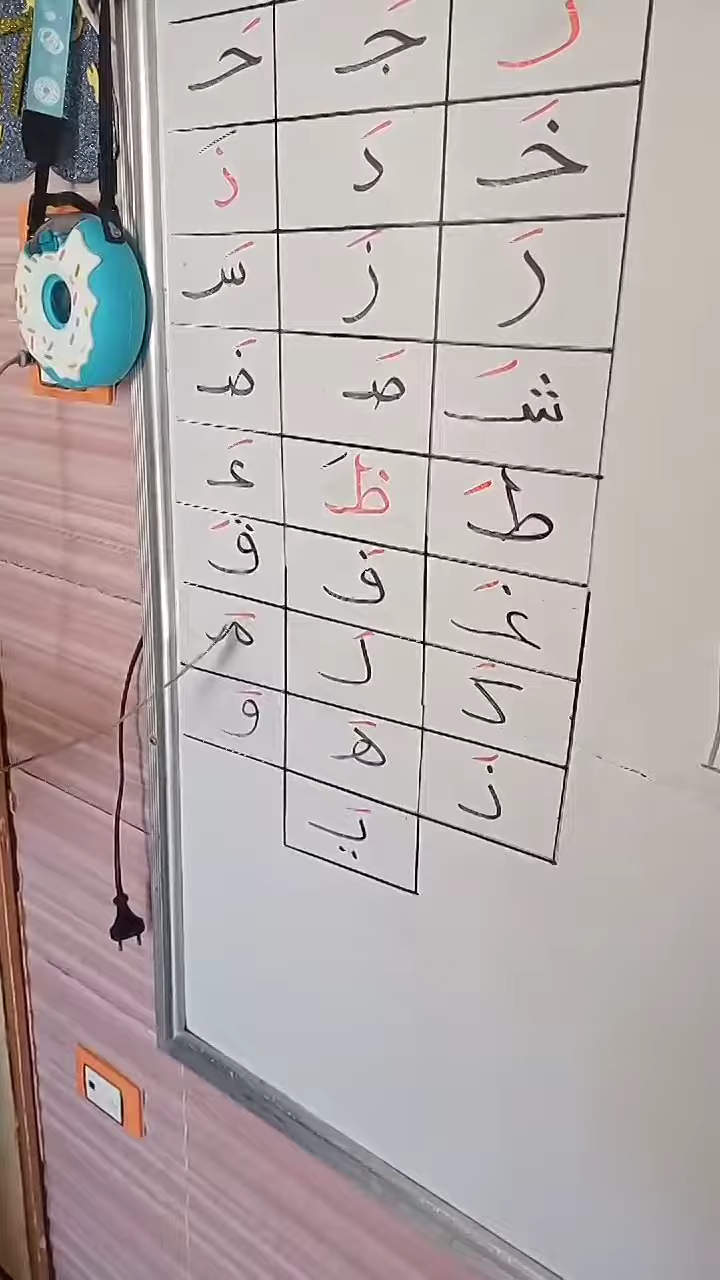 جَ حَ
خَ دَ ذَ
رَ زَ سَ
شَ صَ ضَ
طَ ظَ عَ
غَ فَ قَ
كَ لَ مَ
نَ هَ وَ
يَ